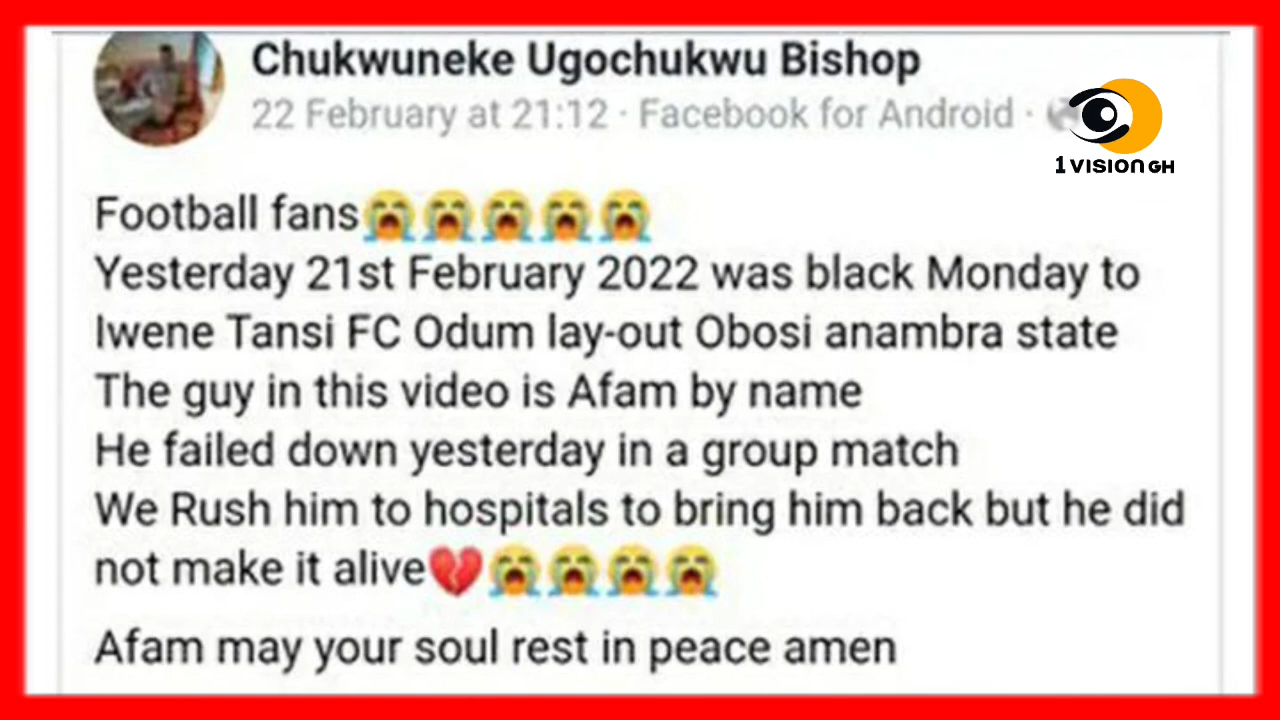 Chukwuneke Ugochukwu Bishop
22 February at 21:12 · Facebook for Android ·
1VISION GH
Football fans😭😭😭😭😭
Yesterday 21st February 2022 was black Monday to
Iwene Tansi FC Odum lay-out Obosi anambra state
The guy in this video is Afam by name
He failed down yesterday in a group match
We Rush him to hospitals to bring him back but he did
not make it alive💔😭😭😭😭
Afam may your soul rest in peace amen